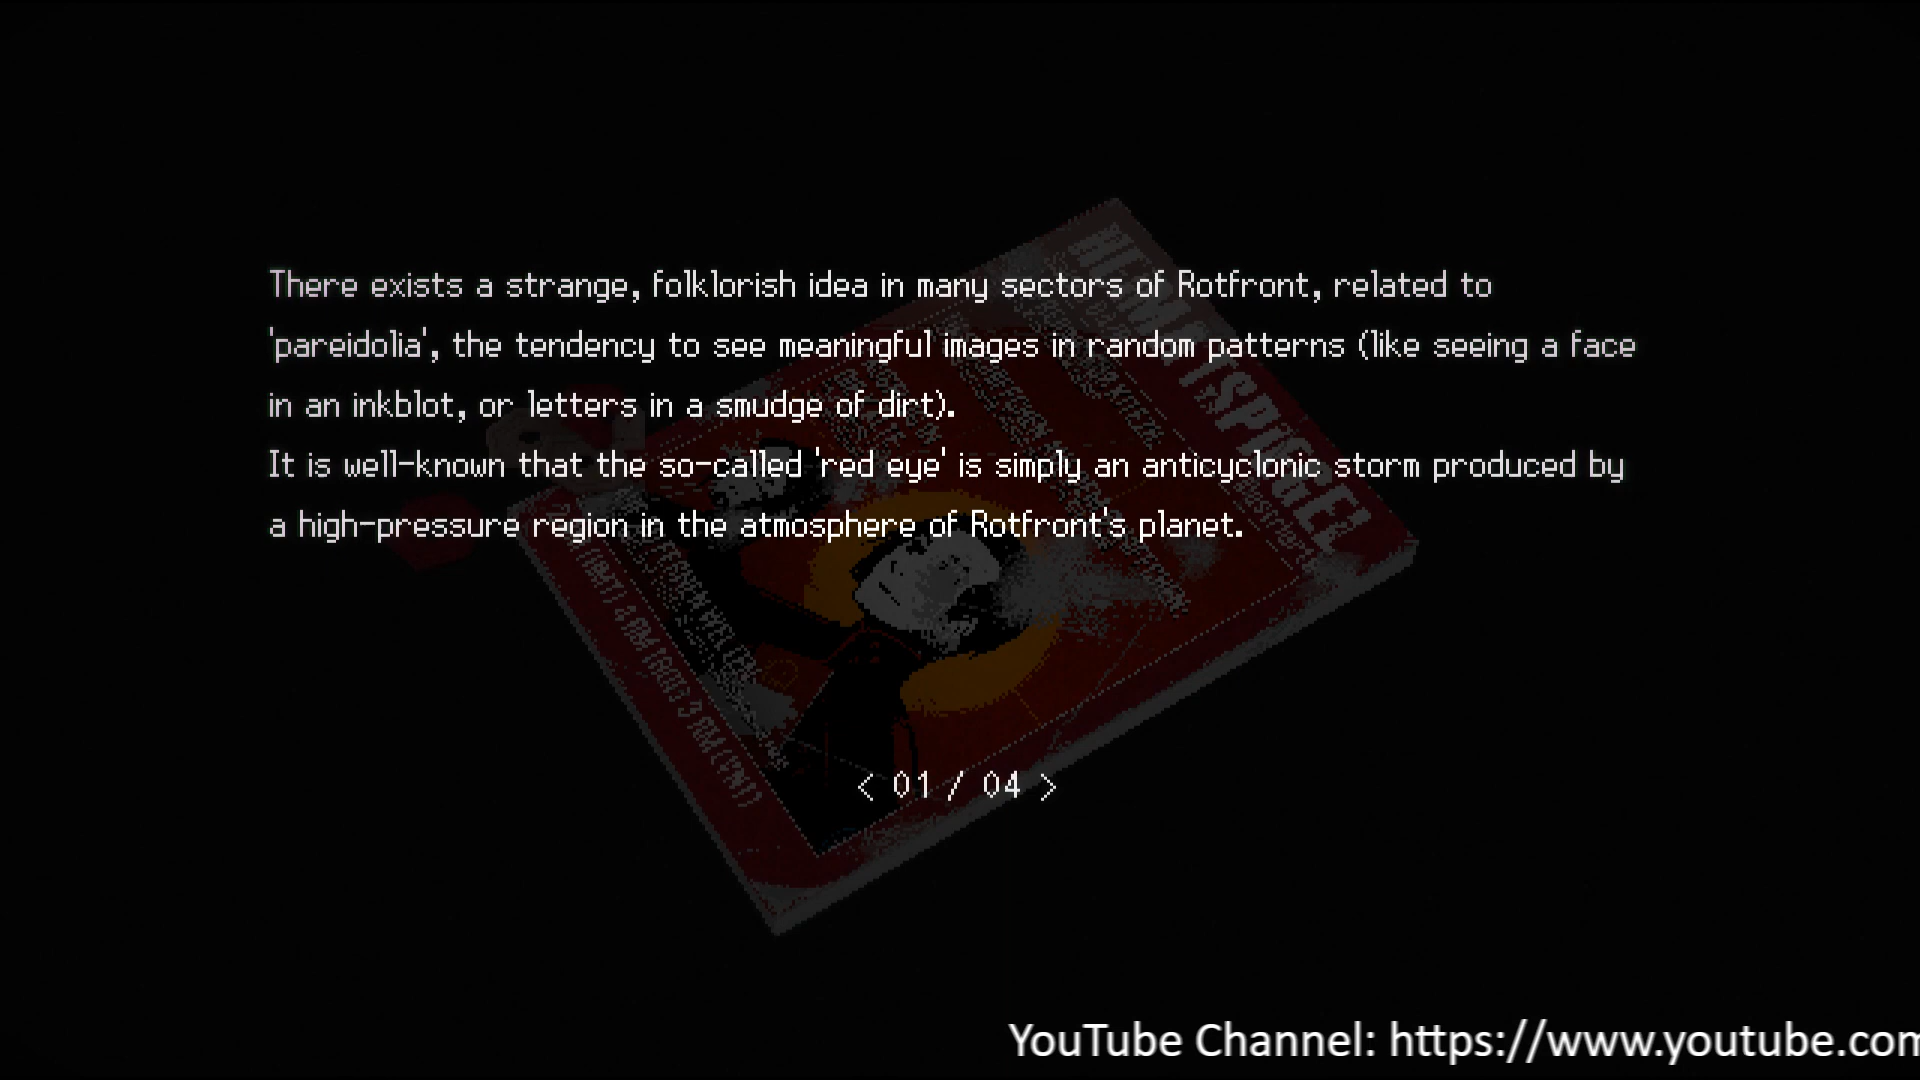 There exists a strange, folklorish idea in many sectors of Rotfront, related to
'pareidolia', the tendency to see meaningful images in random patterns (like seeing a face
in an inkblot, or letters in a smudge of dirt).
It is well-known that the so-called 'red eye' is simply an anticyclonic storm produced by
a high-pressure region in the atmosphere of Rotfront's planet.
HEIMATSPIEGEL
< 01 / 04 >
YouTube Channel: https://www.youtube.com